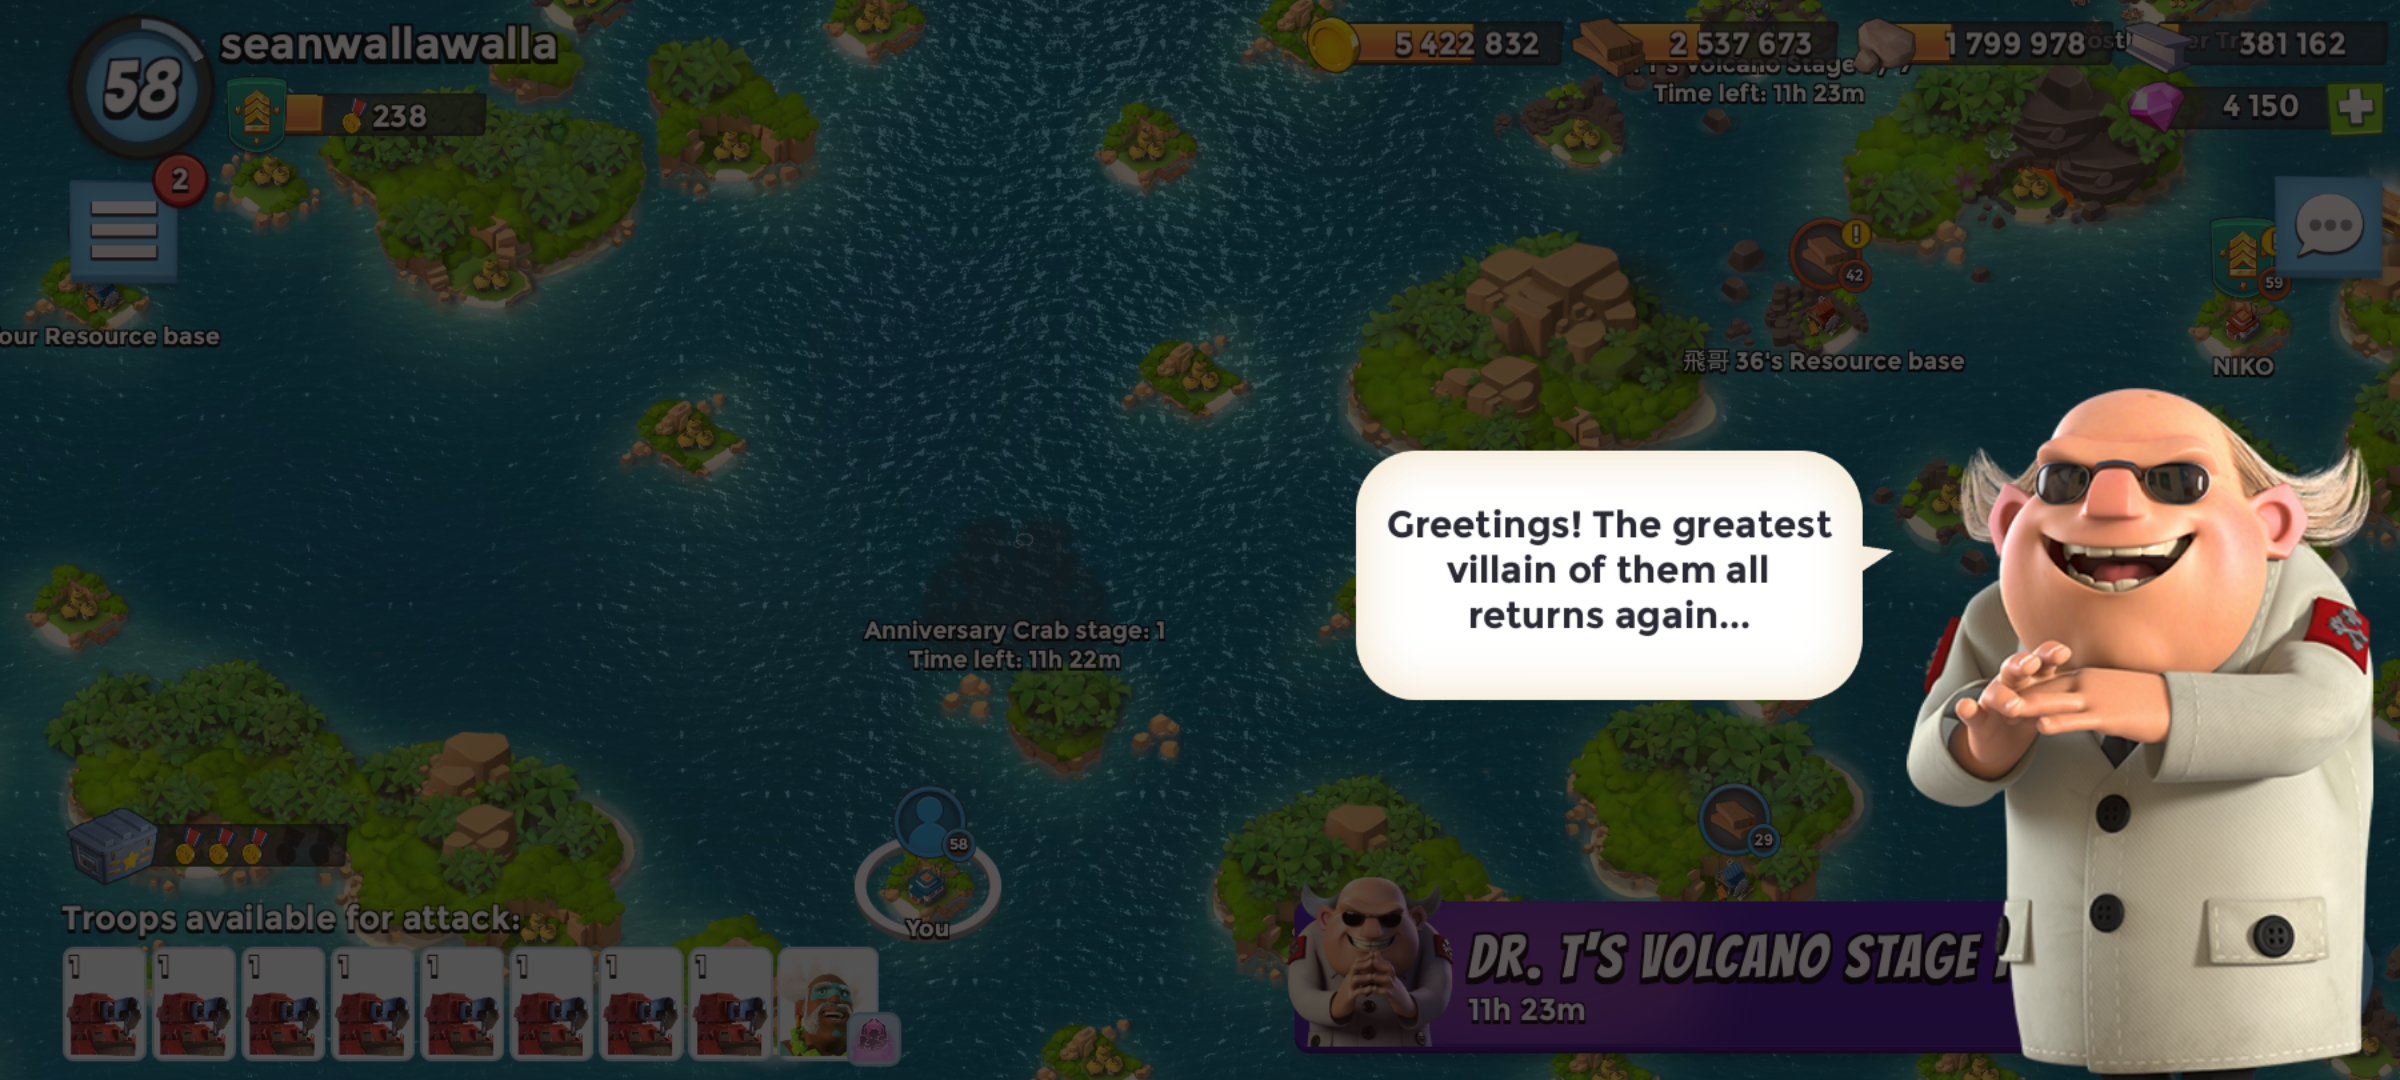 58
seanwallawalla
238
2
5 422 832
2 537 673
1 799 978
381 162
4 150
Time left: 11h 23m
our Resource base
42
飛哥 36's Resource base
59
NIKO
Greetings! The greatest
villain of them all
returns again...
Anniversary Crab stage: 1
Time left: 11h 22m
58
You
29
Troops available for attack:
1
1
1
1
1
1
1
1
DR. T'S VOLCANO STAGE
11h 23m